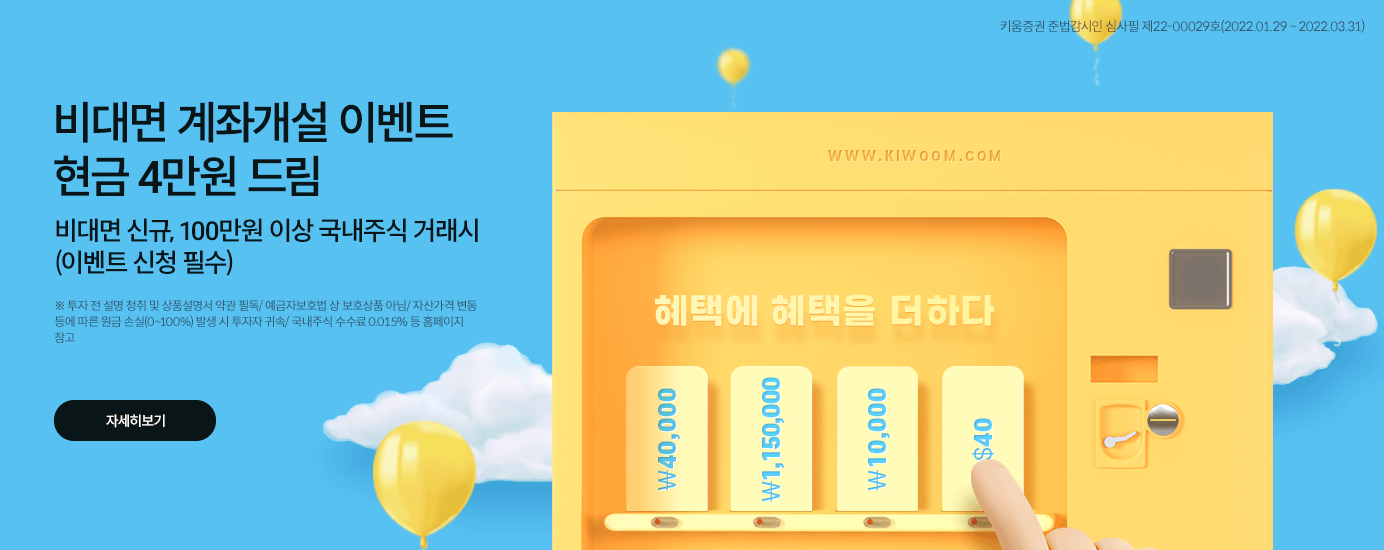 키움증권 준법감시인 심사필 제22-00029호(2022.01.29 ~ 2022.03.31)
비대면 계좌개설 이벤트
현금 4만원 드림
비대면 신규, 100만원 이상 국내주식 거래시
(이벤트 신청 필수)
※ 투자 전 설명 청취 및 상품설명서 약관 필독/ 예금자보호법 상 보호상품 아님/ 자산가격 변동
등에 따른 원금 손실(0~100%) 발생 시 투자자 귀속/ 국내주식 수수료 0.015% 등 홈페이지
참고
자세히보기
WWW.KIWOOM.COM
혜택에 혜택을 더하다
₩40,000
₩1,150,000
₩10,000
$40